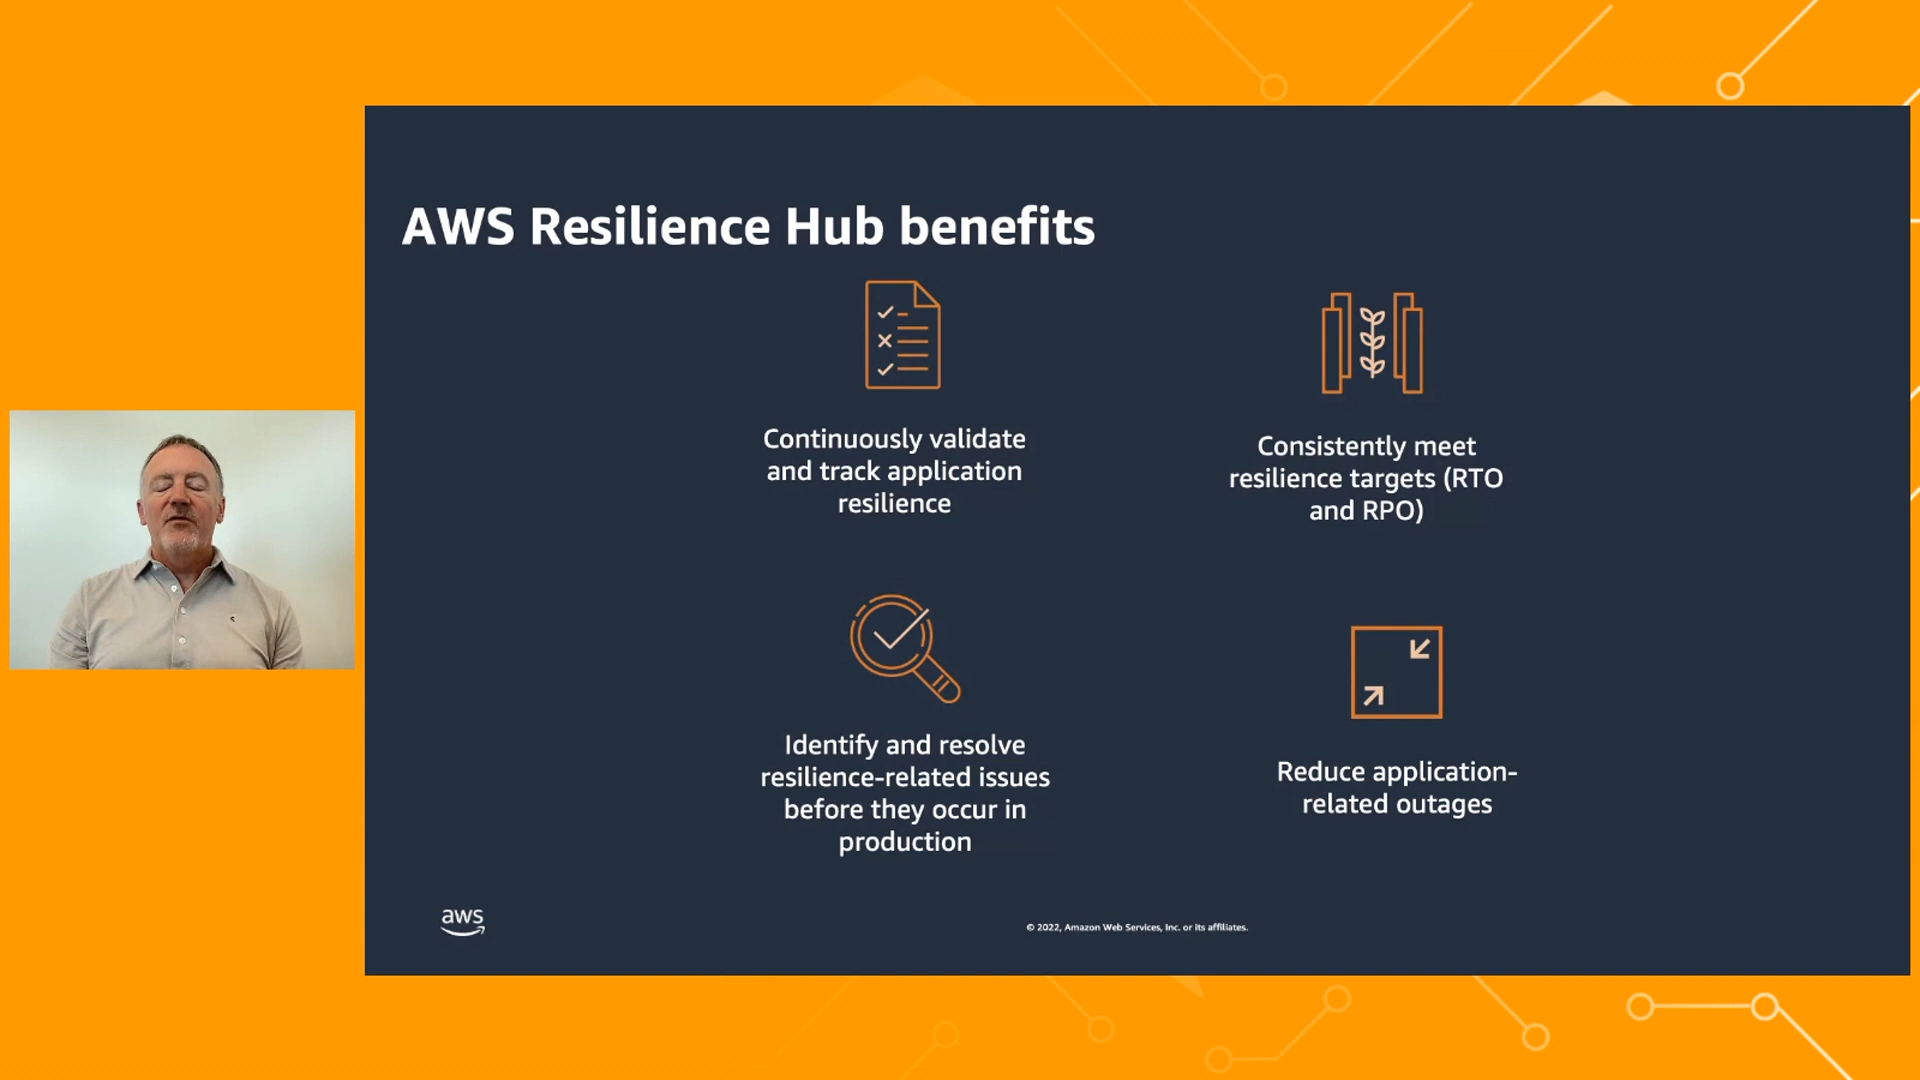 AWS Resilience Hub benefits
Continuously validate
and track application
resilience
Consistently meet
resilience targets (RTO
and RPO)
Identify and resolve
resilience-related issues
before they occur in
production
Reduce application-
related outages
aws
© 2022, Amazon Web Services, Inc. or its affiliates.